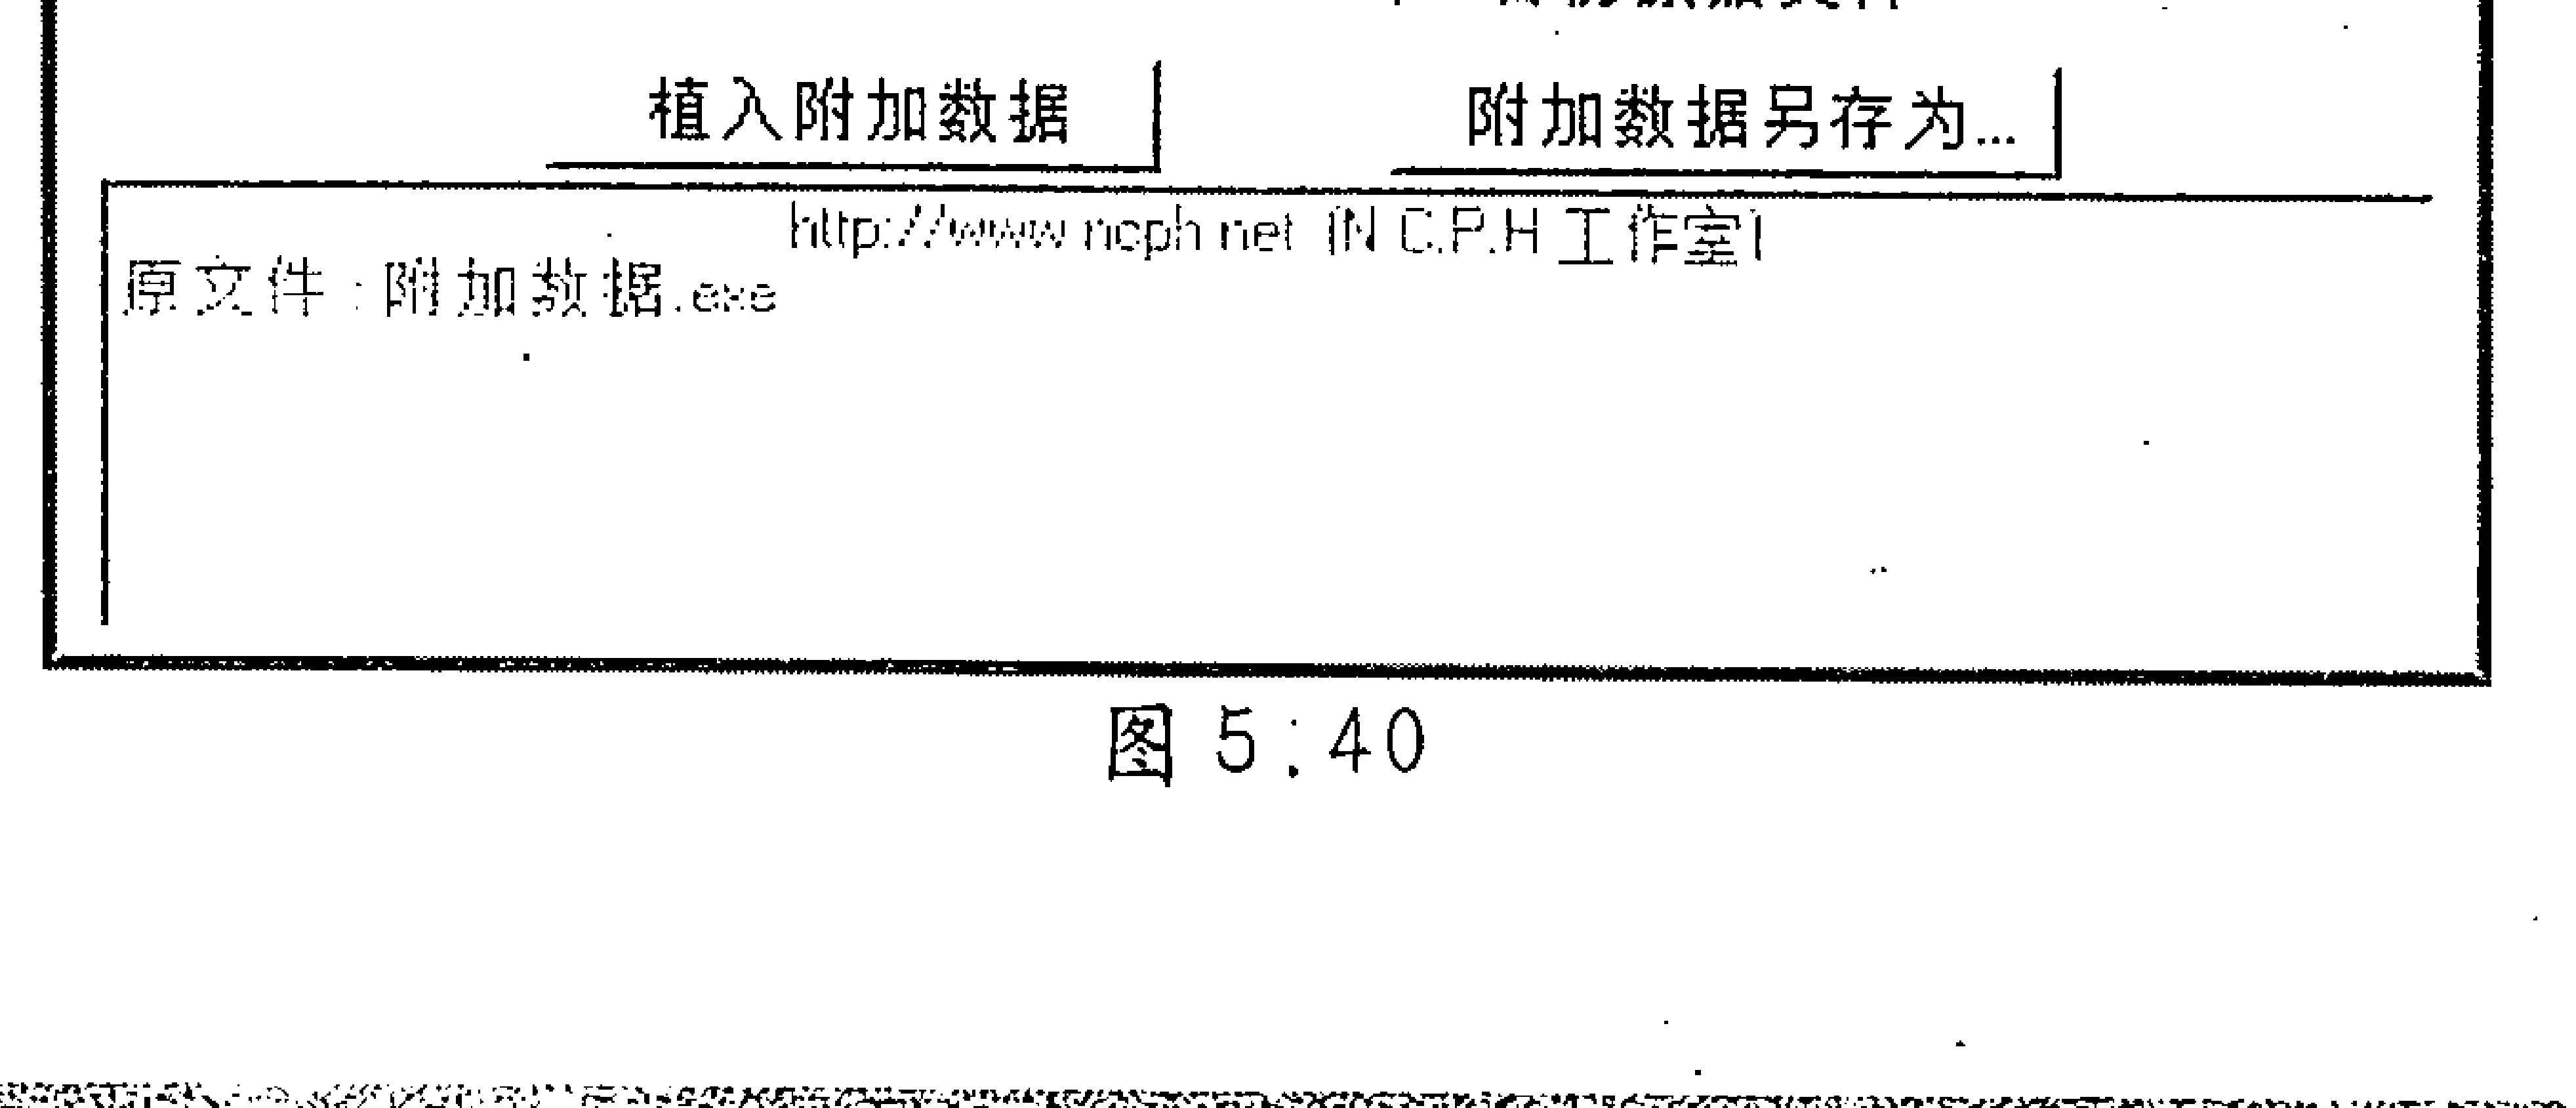 植入附加数据 附加数据另存为...
http://www.ncph.net (N.C.P.H 工作室)
原文件:附加数据.exe
图 5.40